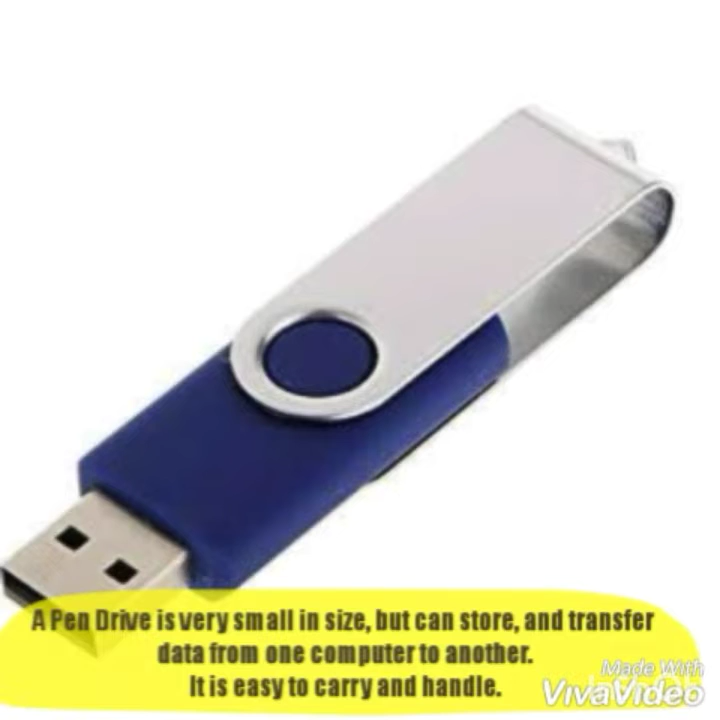 A Pen Drive is very small in size, but can store, and transfer
data from one computer to another.
It is easy to carry and handle.
Made With
VivaVideo